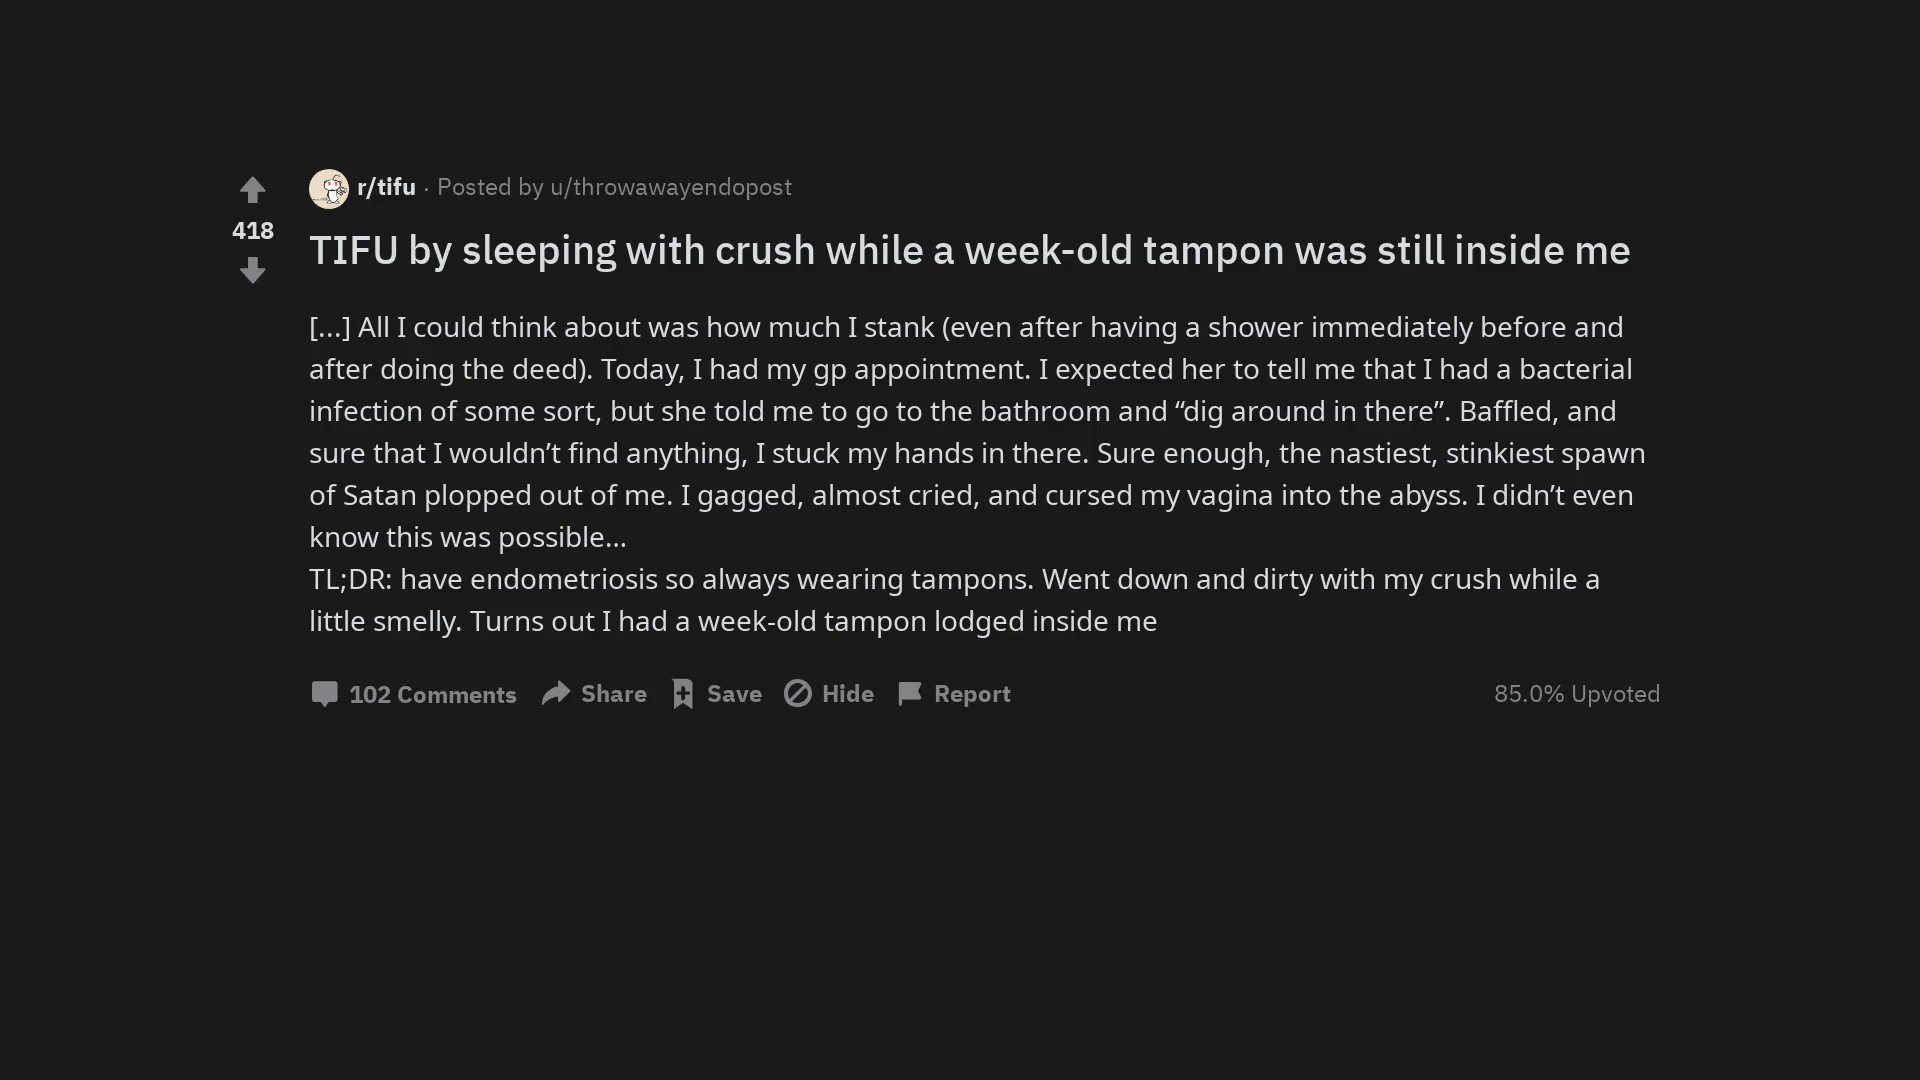 r/tifu · Posted by u/throwawayendopost
418
TIFU by sleeping with crush while a week-old tampon was still inside me
[...] All I could think about was how much I stank (even after having a shower immediately before and
after doing the deed). Today, I had my gp appointment. I expected her to tell me that I had a bacterial
infection of some sort, but she told me to go to the bathroom and “dig around in there”. Baffled, and
sure that I wouldn’t find anything, I stuck my hands in there. Sure enough, the nastiest, stinkiest spawn
of Satan plopped out of me. I gagged, almost cried, and cursed my vagina into the abyss. I didn’t even
know this was possible...
TL;DR: have endometriosis so always wearing tampons. Went down and dirty with my crush while a
little smelly. Turns out I had a week-old tampon lodged inside me
102 Comments Share Save Hide Report 85.0% Upvoted